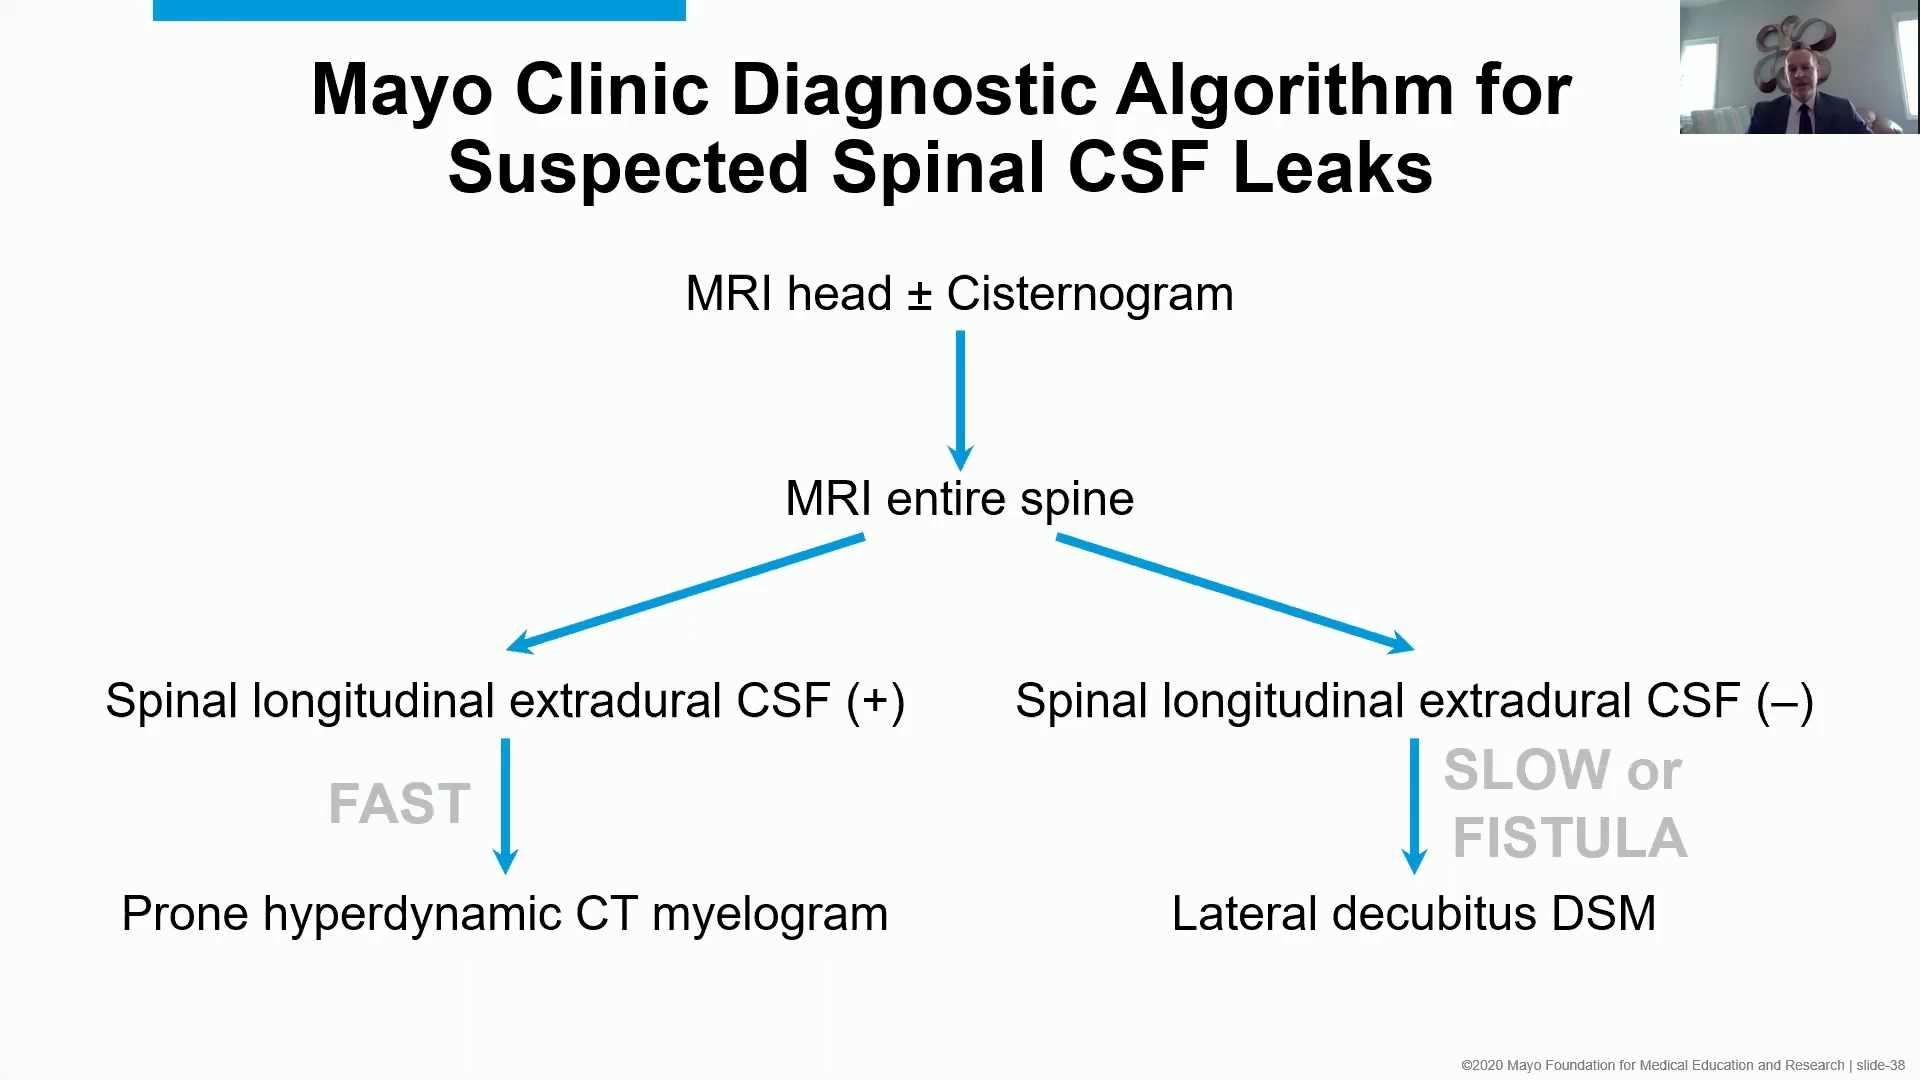 Mayo Clinic Diagnostic Algorithm for
Suspected Spinal CSF Leaks
MRI head ± Cisternogram
MRI entire spine
Spinal longitudinal extradural CSF (+)
Spinal longitudinal extradural CSF (–)
FAST
SLOW or
FISTULA
Prone hyperdynamic CT myelogram
Lateral decubitus DSM
©2020 Mayo Foundation for Medical Education and Research | slide-38